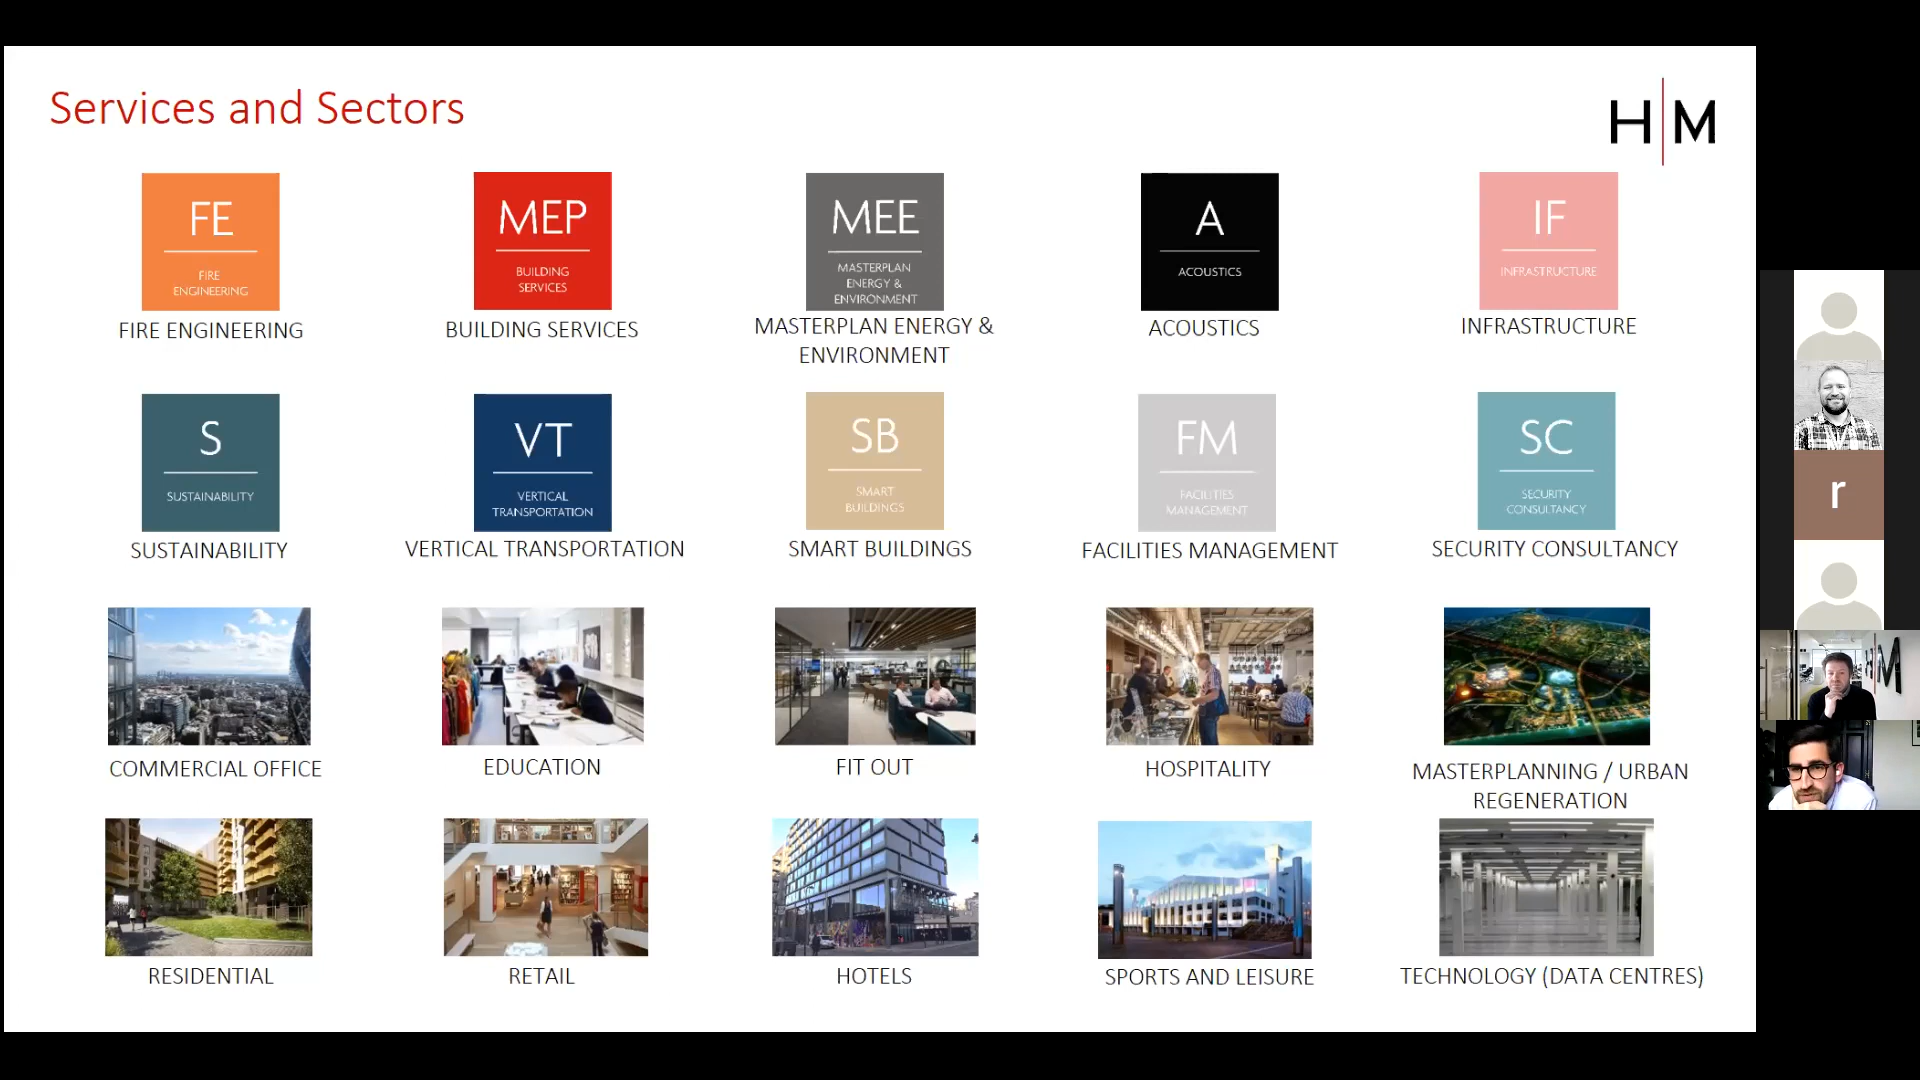 Services and Sectors
H|M
FE
FIRE
ENGINEERING
FIRE ENGINEERING
MEP
BUILDING
SERVICES
BUILDING SERVICES
MEE
MASTERPLAN
ENERGY &
ENVIRONMENT
MASTERPLAN ENERGY &
ENVIRONMENT
A
ACOUSTICS
ACOUSTICS
IF
INFRASTRUCTURE
INFRASTRUCTURE
S
SUSTAINABILITY
SUSTAINABILITY
VT
VERTICAL
TRANSPORTATION
VERTICAL TRANSPORTATION
SB
SMART
BUILDINGS
SMART BUILDINGS
FM
FACILITIES
MANAGEMENT
FACILITIES MANAGEMENT
SC
SECURITY
CONSULTANCY
SECURITY CONSULTANCY
COMMERCIAL OFFICE
EDUCATION
FIT OUT
HOSPITALITY
MASTERPLANNING / URBAN
REGENERATION
RESIDENTIAL
RETAIL
HOTELS
SPORTS AND LEISURE
TECHNOLOGY (DATA CENTRES)
r
M